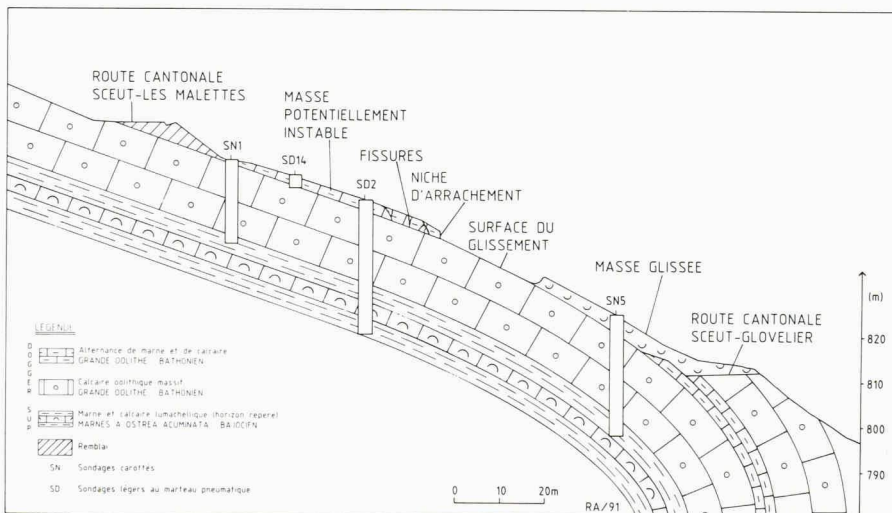 ROUTE CANTONALE
SCEUT-LES MALETTES
MASSE
POTENTIELLEMENT
INSTABLE
SN1
SD14
FISSURES
SD2
NICHE
D'ARRACHEMENT
SURFACE DU
GLISSEMENT
MASSE GLISSEE
SN5
ROUTE CANTONALE
SCEUT-GLOVELIER
(m)
820
810
800
790
LEGENDE
DOGGER SUP
Alternance de marne et de calcaire
GRANDE OOLITHE BATHONIEN
Calcaire oolithique massif
GRANDE OOLITHE BATHONIEN
Marne et calcaire lumachellique (horizon repère)
MARNES A OSTREA ACUMINATA BAJOCIEN
Remblai
SN Sondages carottés
SD Sondages légers au marteau pneumatique
0 10 20m
RA/91